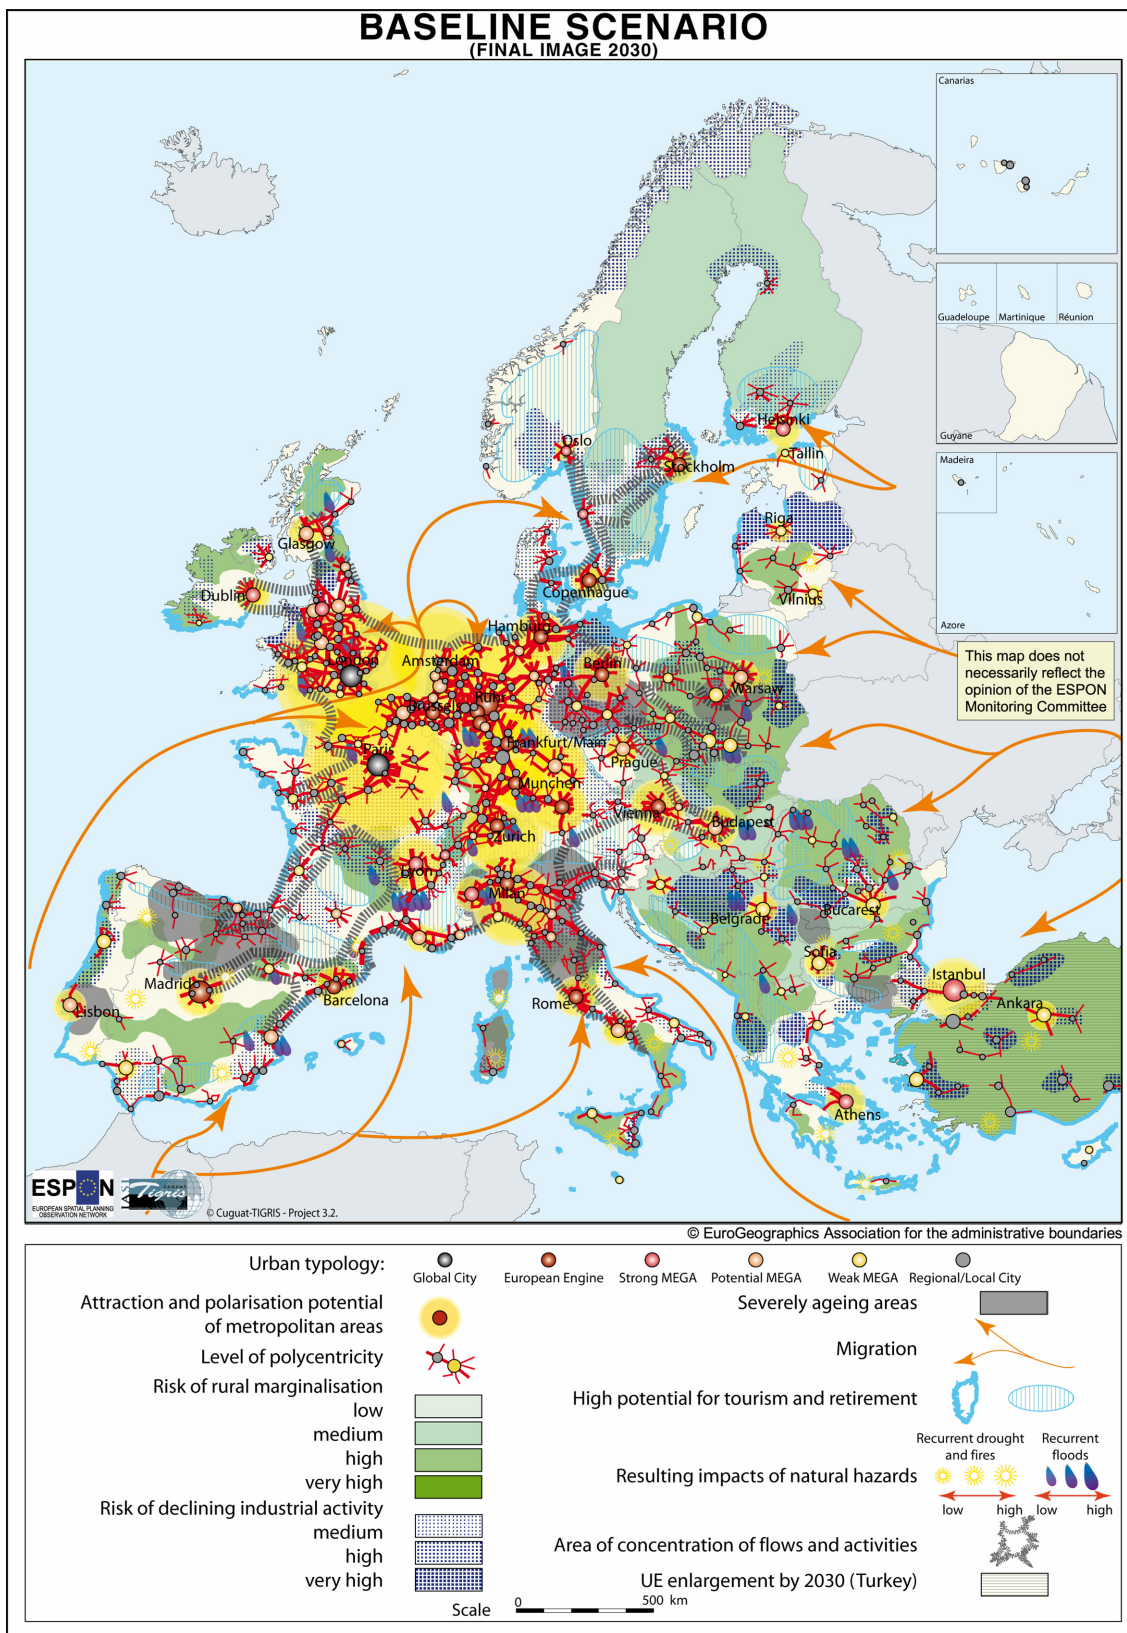 BASELINE SCENARIO
(FINAL IMAGE 2030)
Canarias
Guadeloupe
Martinique
Réunion
Guyane
Madeira
Azore
This map does not
necessarily reflect the
opinion of the ESPON
Monitoring Committee
Helsinki
Tallin
Oslo
Stockholm
Riga
Glasgow
Dublin
Copenhague
Vilnius
Hamburg
London
Amsterdam
Berlin
Warsaw
Brussels
Ruhr
Paris
Frankfurt/Main
Prague
Munchen
Vienna
Budapest
Zurich
Lyon
Milan
Belgrade
Bucarest
Sofia
Istanbul
Ankara
Madrid
Barcelona
Rome
Lisbon
Athens
ESPON
EUROPEAN SPATIAL PLANNING
OBSERVATION NETWORK
Tigris
© Cuguat-TIGRIS - Project 3.2.
© EuroGeographics Association for the administrative boundaries
Urban typology:
Global City
European Engine
Strong MEGA
Potential MEGA
Weak MEGA
Regional/Local City
Attraction and polarisation potential
of metropolitan areas
Level of polycentricity
Risk of rural marginalisation
low
medium
high
very high
Risk of declining industrial activity
medium
high
very high
Scale
0
500 km
Severely ageing areas
Migration
High potential for tourism and retirement
Recurrent drought
and fires
Recurrent
floods
Resulting impacts of natural hazards
low
high
low
high
Area of concentration of flows and activities
UE enlargement by 2030 (Turkey)